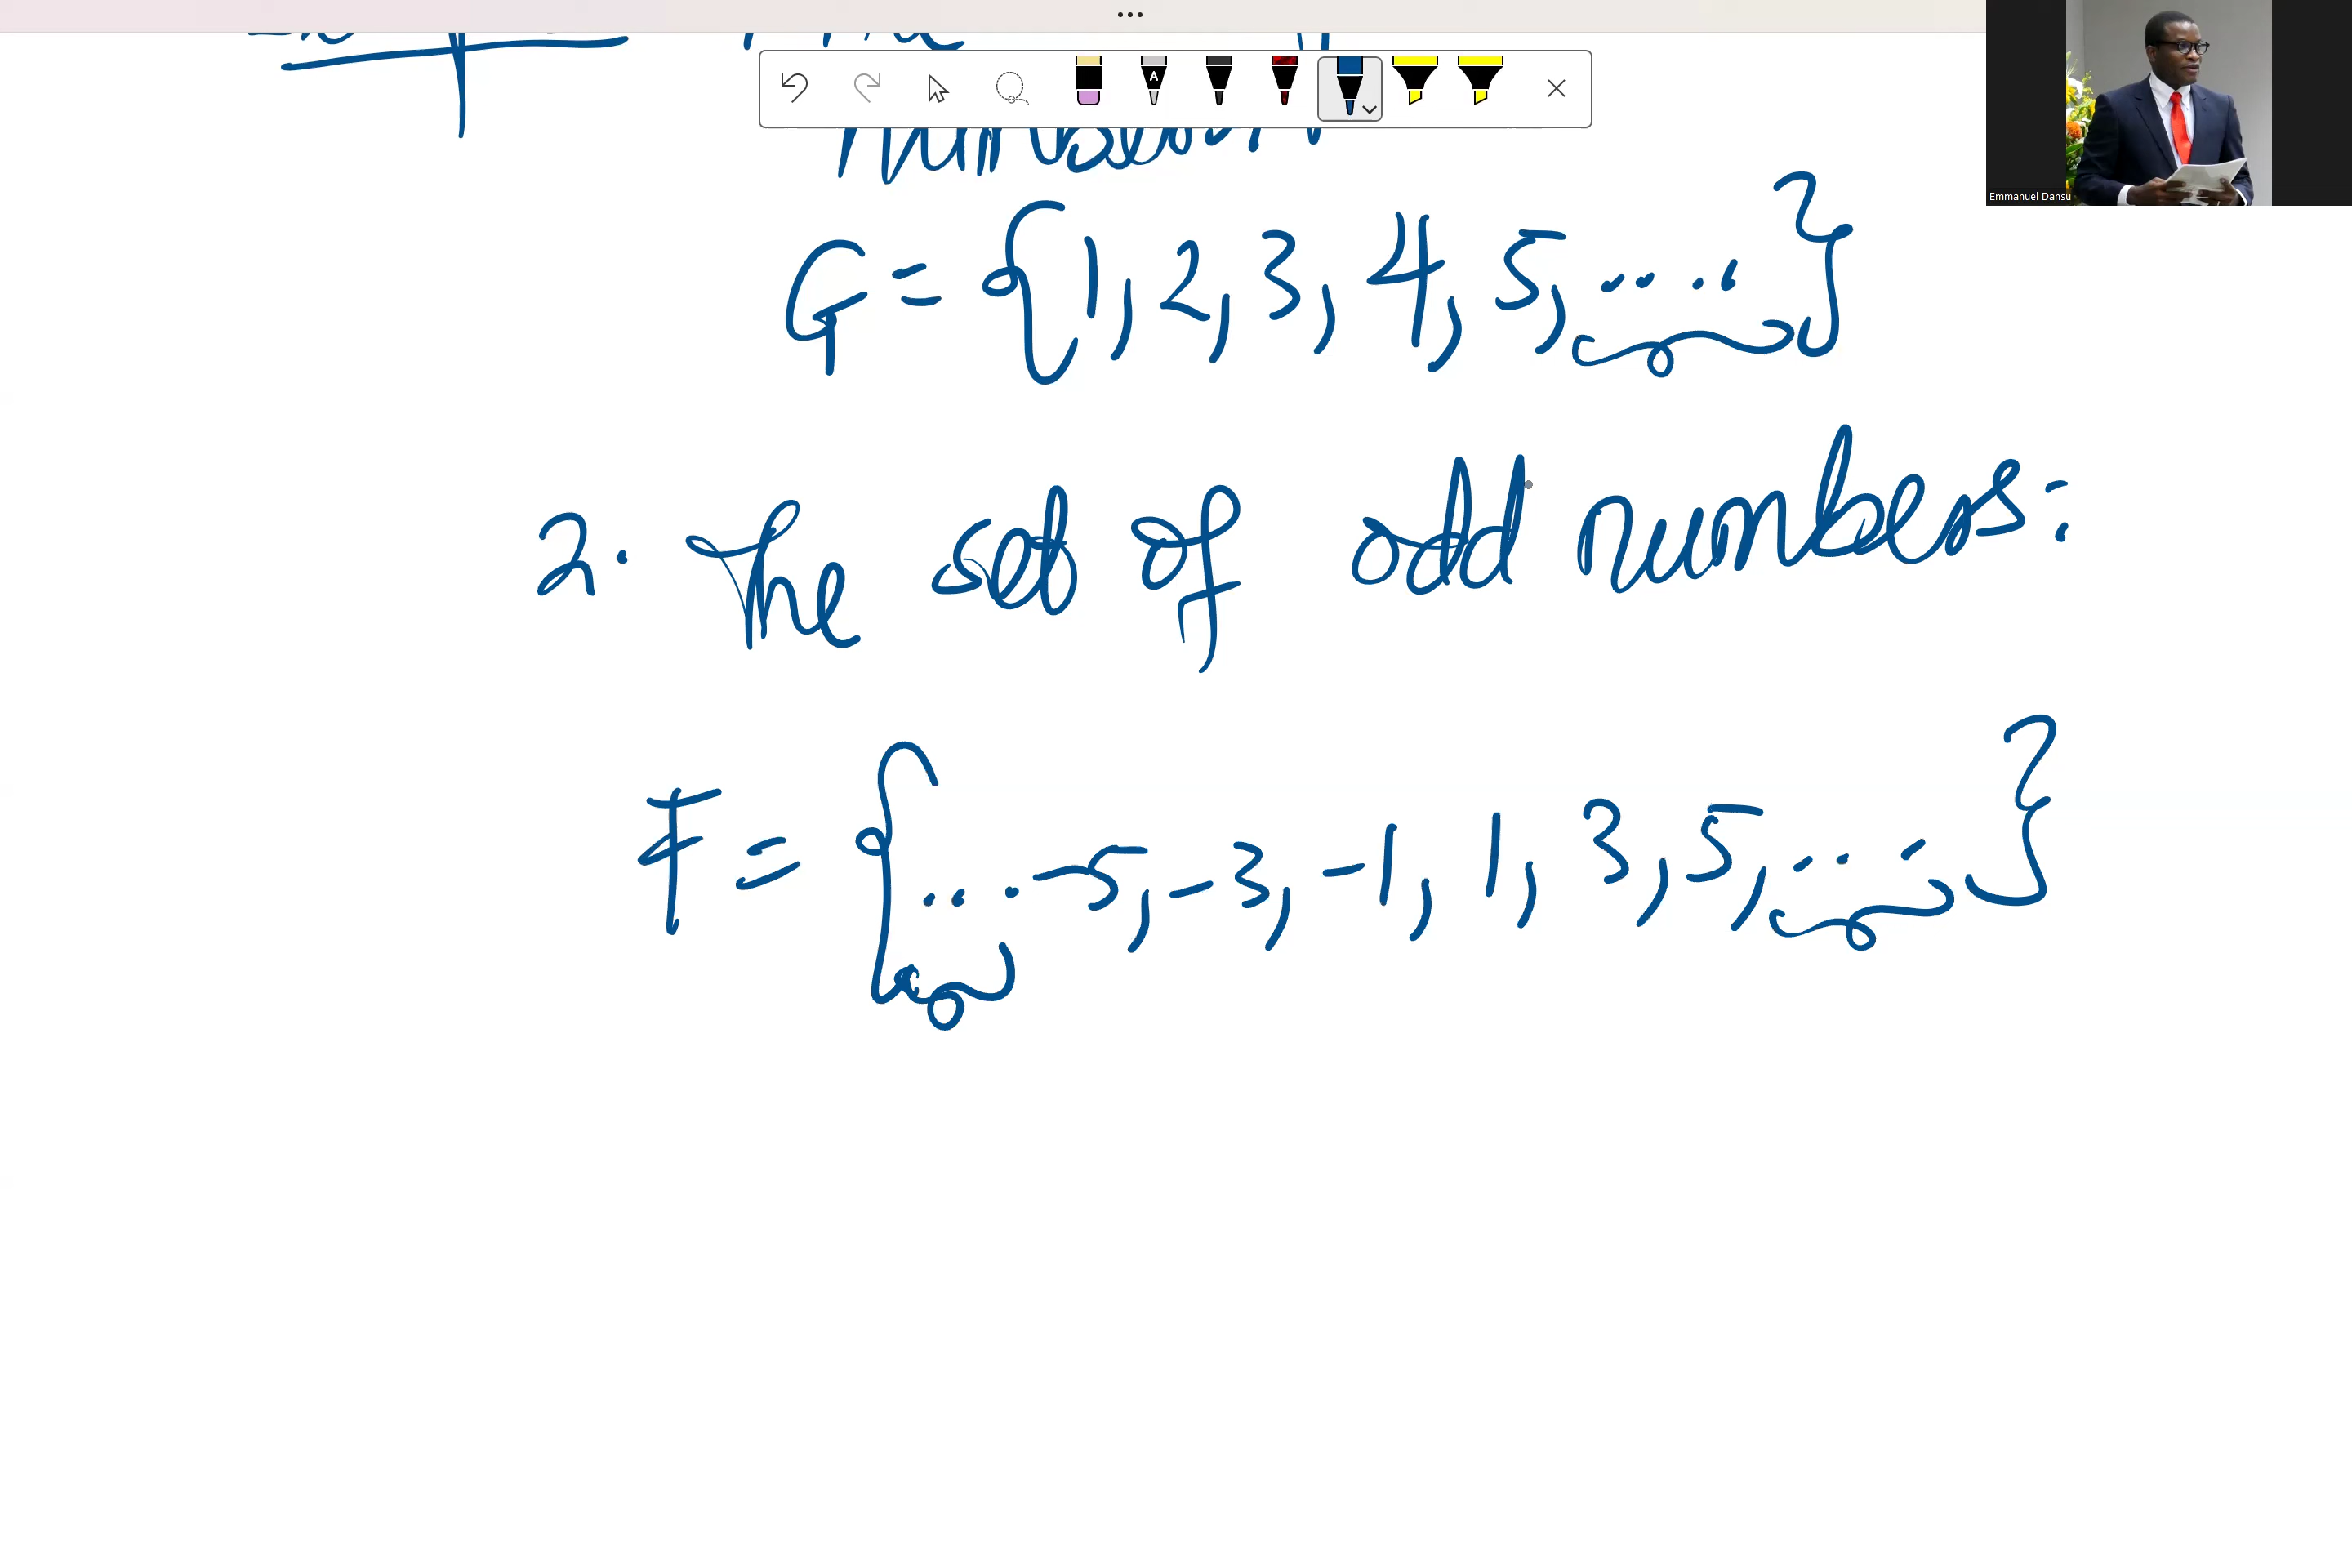 numbers:
G = {1, 2, 3, 4, 5, .....}
2. The set of odd numbers:
F = {... -5, -3, -1, 1, 3, 5, ...}
A
Emmanuel Dansu